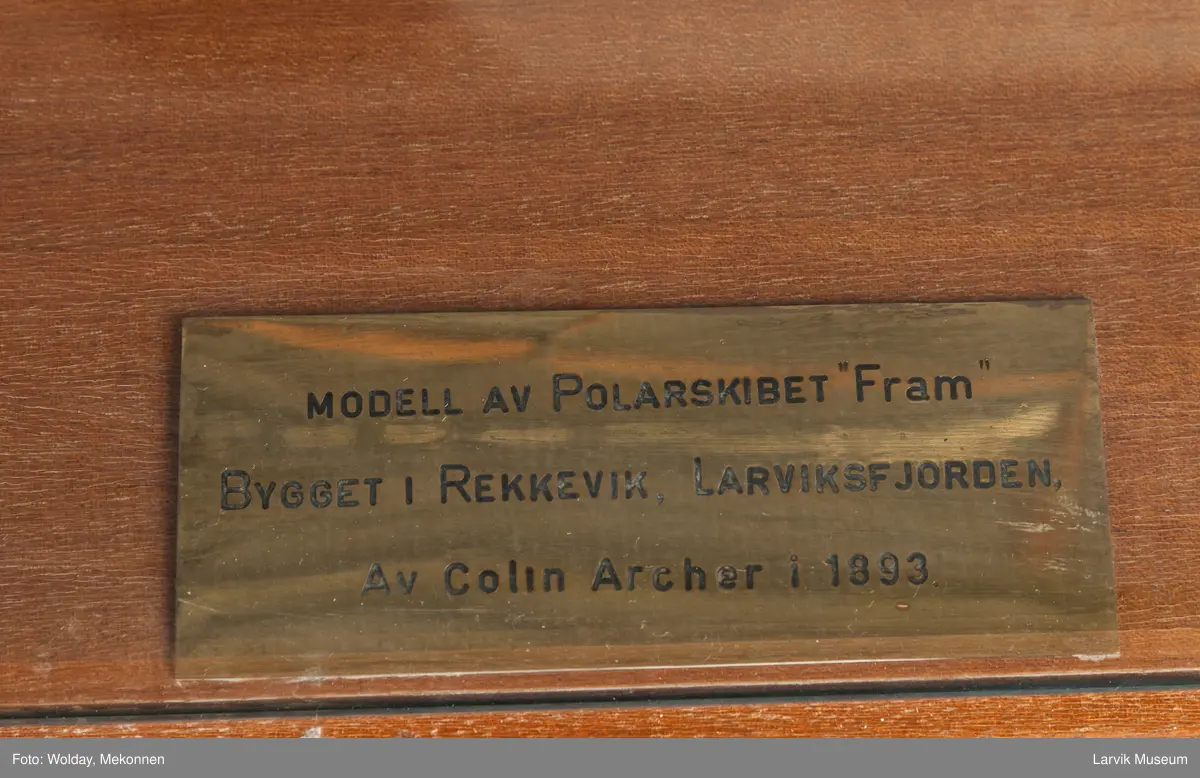 MODELL AV POLARSKIBET "Fram"
BYGGET I REKKEVIK, LARVIKSFJORDEN,
Av Colin Archer i 1893
Foto: Wolday, Mekonnen
Larvik Museum